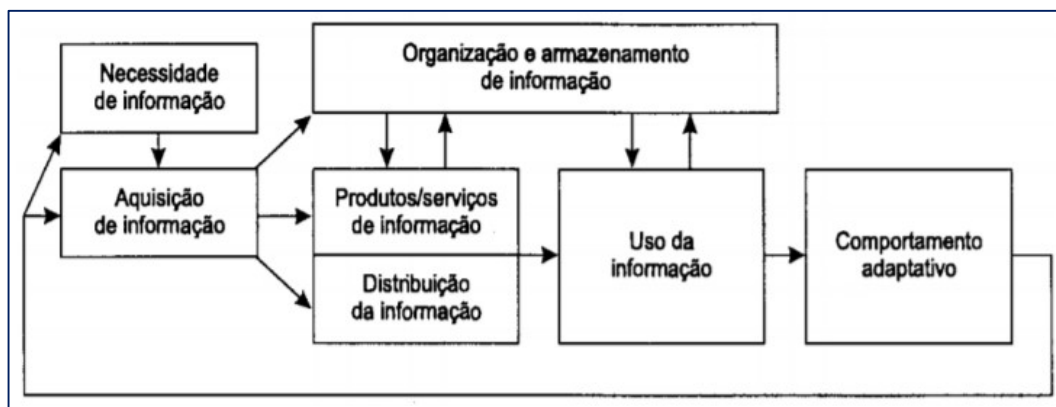 Necessidade
de informação
Organização e armazenamento
de informação
Aquisição
de informação
Produtos/serviços
de informação
Distribuição
da informação
Uso da
informação
Comportamento
adaptativo